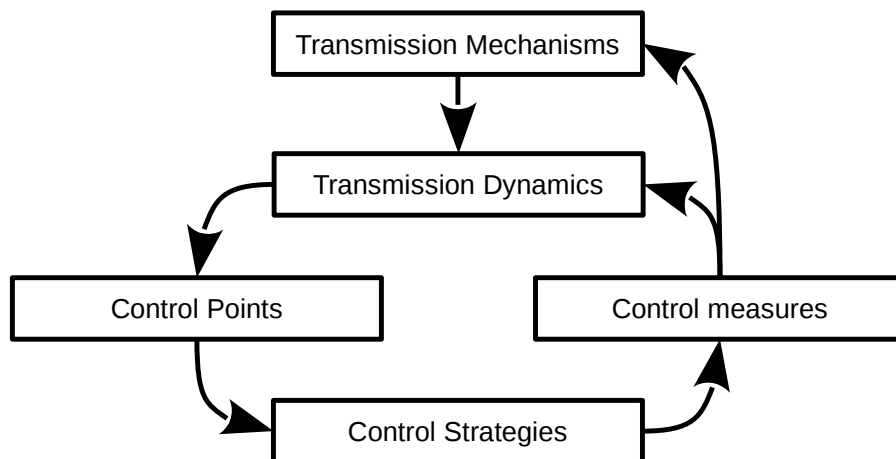 Transmission Mechanisms
Transmission Dynamics
Control Points
Control measures
Control Strategies